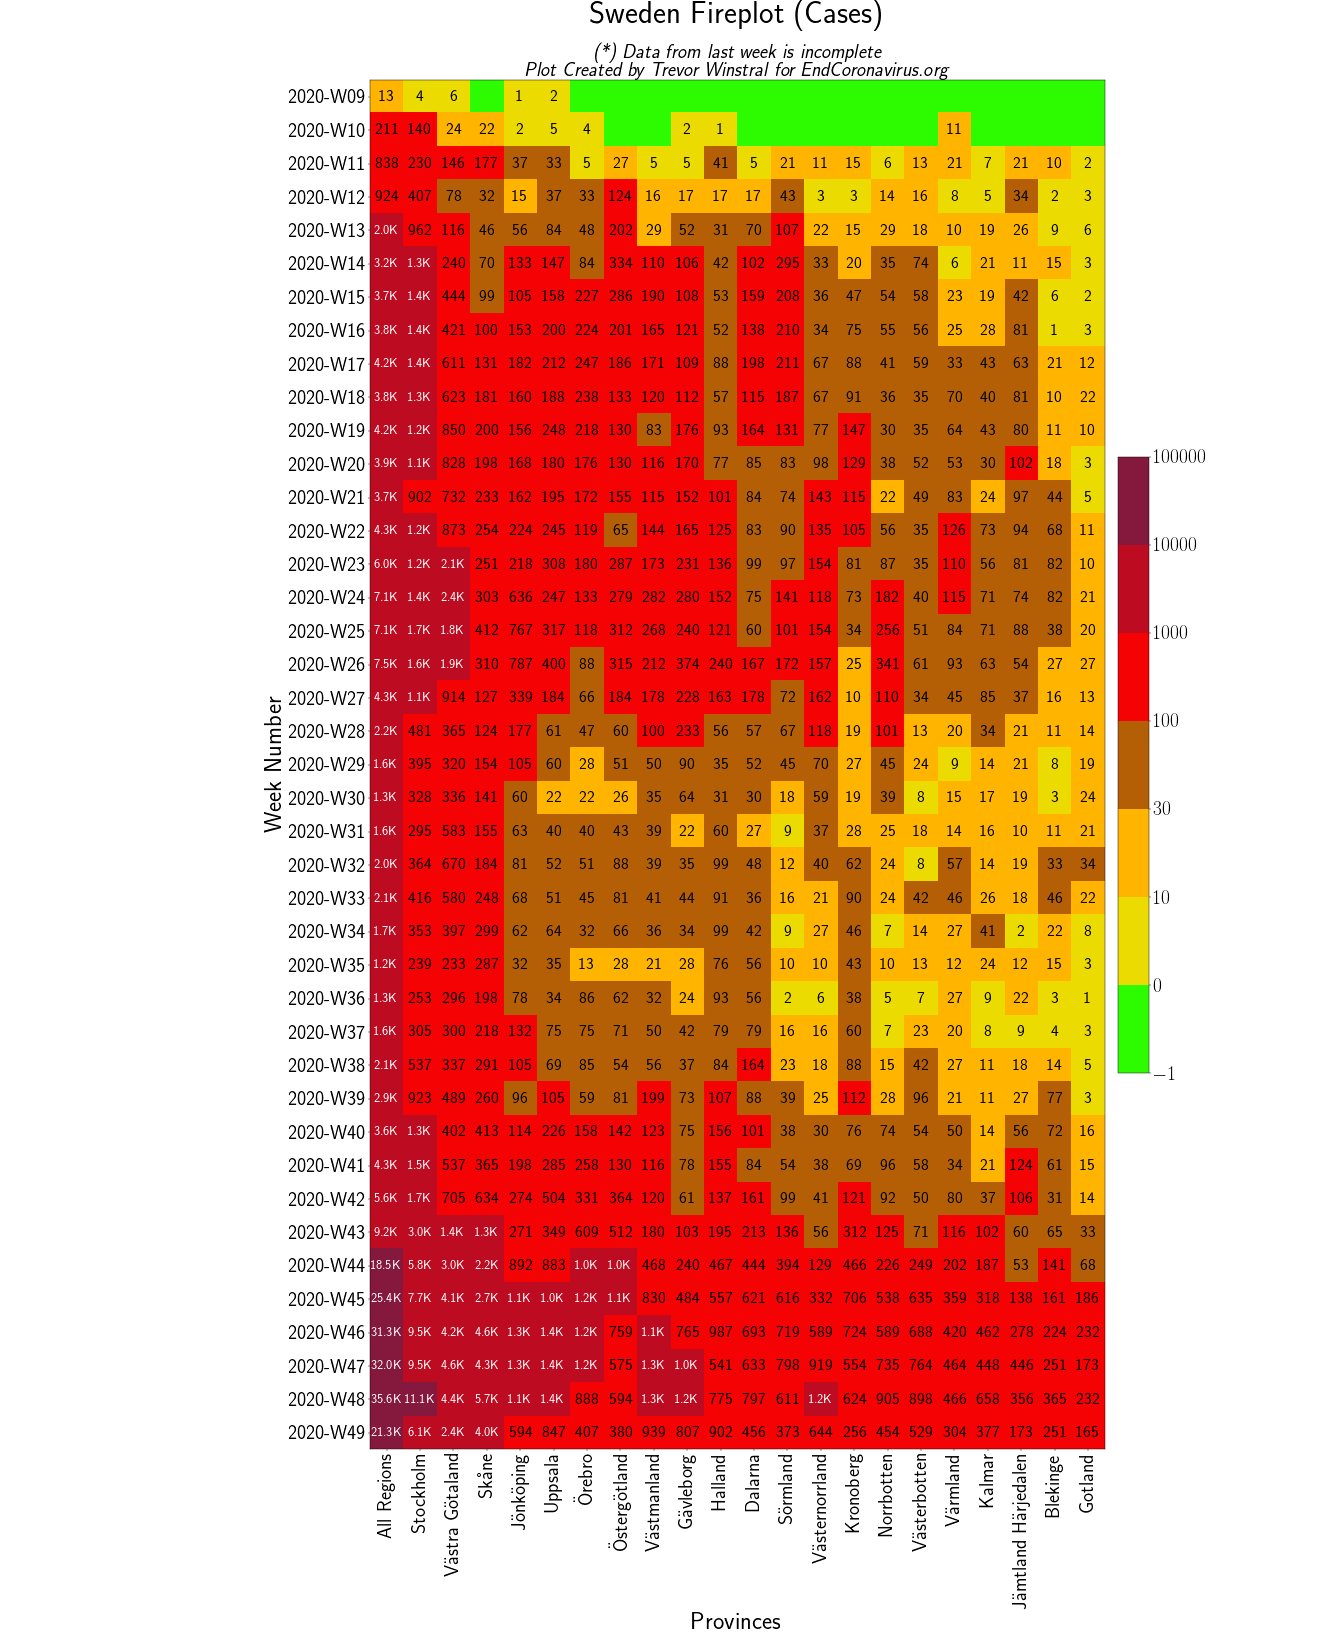 Sweden Fireplot (Cases)
(*) Data from last week is incomplete
Plot Created by Trevor Winstral for EndCoronavirus.org
2020-W09 13 4 6 1 2
2020-W10 211 140 24 22 2 5 4 2 1 11
2020-W11 838 230 146 177 37 33 5 27 5 5 41 5 21 11 15 6 13 21 7 21 10 2
2020-W12 924 407 78 32 15 37 33 124 16 17 17 17 43 3 3 14 16 8 5 34 2 3
2020-W13 2.0K 962 116 46 56 84 48 202 29 52 31 70 107 22 15 29 18 10 19 26 9 6
2020-W14 3.2K 1.3K 240 70 133 147 84 334 110 106 42 102 295 33 20 35 74 6 21 11 15 3
2020-W15 3.7K 1.4K 444 99 105 158 227 286 190 108 53 159 208 36 47 54 58 23 19 42 6 2
2020-W16 3.8K 1.4K 421 100 153 200 224 201 165 121 52 138 210 34 75 55 56 25 28 81 1 3
2020-W17 4.2K 1.4K 611 131 182 212 247 186 171 109 88 198 211 67 88 41 59 33 43 63 21 12
2020-W18 3.8K 1.3K 623 181 160 188 238 133 120 112 57 115 187 67 91 36 35 70 40 81 10 22
2020-W19 4.2K 1.2K 850 200 156 248 218 130 83 176 93 164 131 77 147 30 35 64 43 80 11 10
2020-W20 3.9K 1.1K 828 198 168 180 176 130 116 170 77 85 83 98 129 38 52 53 30 102 18 3
2020-W21 3.7K 902 732 233 162 195 172 155 115 152 101 84 74 143 115 22 49 83 24 97 44 5
2020-W22 4.3K 1.2K 873 254 224 245 119 65 144 165 125 83 90 135 105 56 35 126 73 94 68 11
2020-W23 6.0K 1.2K 2.1K 251 218 308 180 287 173 231 136 99 97 154 81 87 35 110 56 81 82 10
2020-W24 7.1K 1.4K 2.4K 303 636 247 133 279 282 280 152 75 141 118 73 182 40 115 71 74 82 21
2020-W25 7.1K 1.7K 1.8K 412 767 317 118 312 268 240 121 60 101 154 34 256 51 84 71 88 38 20
2020-W26 7.5K 1.6K 1.9K 310 787 400 88 315 212 374 240 167 172 157 25 341 61 93 63 54 27 27
2020-W27 4.3K 1.1K 914 127 339 184 66 184 178 228 163 178 72 162 10 110 34 45 85 37 16 13
2020-W28 2.2K 481 365 124 177 61 47 60 100 233 56 57 67 118 19 101 13 20 34 21 11 14
2020-W29 1.6K 395 320 154 105 60 28 51 50 90 35 52 45 70 27 45 24 9 14 21 8 19
2020-W30 1.3K 328 336 141 60 22 22 26 35 64 31 30 18 59 19 39 8 15 17 19 3 24
2020-W31 1.6K 295 583 155 63 40 40 43 39 22 60 27 9 37 28 25 18 14 16 10 11 21
2020-W32 2.0K 364 670 184 81 52 51 88 39 35 99 48 12 40 62 24 8 57 14 19 33 34
2020-W33 2.1K 416 580 248 68 51 45 81 41 44 91 36 16 21 90 24 42 46 26 18 46 22
2020-W34 1.7K 353 397 299 62 64 32 66 36 34 99 42 9 27 46 7 14 27 41 2 22 8
2020-W35 1.2K 239 233 287 32 35 13 28 21 28 76 56 10 10 43 10 13 12 24 12 15 3
2020-W36 1.3K 253 296 198 78 34 86 62 32 24 93 56 2 6 38 5 7 27 9 22 3 1
2020-W37 1.6K 305 300 218 132 75 75 71 50 42 79 79 16 16 60 7 23 20 8 9 4 3
2020-W38 2.1K 537 337 291 105 69 85 54 56 37 84 164 23 18 88 15 42 27 11 18 14 5
2020-W39 2.9K 923 489 260 96 105 59 81 199 73 107 88 39 25 112 28 96 21 11 27 77 3
2020-W40 3.6K 1.3K 402 413 114 226 158 142 123 75 156 101 38 30 76 74 54 50 14 56 72 16
2020-W41 4.3K 1.5K 537 365 198 285 258 130 116 78 155 84 54 38 69 96 58 34 21 124 61 15
2020-W42 5.6K 1.7K 705 634 274 504 331 364 120 61 137 161 99 41 121 92 50 80 37 106 31 14
2020-W43 9.2K 3.0K 1.4K 1.3K 271 349 609 512 180 103 195 213 136 56 312 125 71 116 102 60 65 33
2020-W44 18.5K 5.8K 3.0K 2.2K 892 883 1.0K 1.0K 468 240 467 444 394 129 466 226 249 202 187 53 141 68
2020-W45 25.4K 7.7K 4.1K 2.7K 1.1K 1.0K 1.2K 1.1K 830 484 557 621 616 332 706 538 635 359 318 138 161 186
2020-W46 31.3K 9.5K 4.2K 4.6K 1.3K 1.4K 1.2K 759 1.1K 765 987 693 719 589 724 589 688 420 462 278 224 232
2020-W47 32.0K 9.5K 4.6K 4.3K 1.3K 1.4K 1.2K 575 1.3K 1.0K 541 633 798 919 554 735 764 464 448 446 251 173
2020-W48 35.6K 11.1K 4.4K 5.7K 1.1K 1.4K 888 594 1.3K 1.2K 775 797 611 1.2K 624 905 898 466 658 356 365 232
2020-W49 21.3K 6.1K 2.4K 4.0K 594 847 407 380 939 807 902 456 373 644 256 454 529 304 377 173 251 165
Week Number
All Regions
Stockholm
Västra Götaland
Skåne
Jönköping
Uppsala
Örebro
Östergötland
Västmanland
Gävleborg
Halland
Dalarna
Sörmland
Västernorrland
Kronoberg
Norrbotten
Västerbotten
Värmland
Kalmar
Jämtland Härjedalen
Blekinge
Gotland
Provinces
100000
10000
1000
100
30
10
0
−1